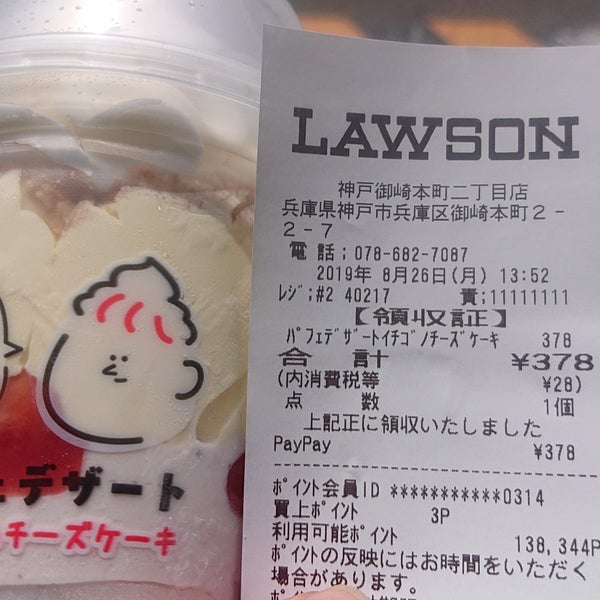 LAWSON
神戸御崎本町二丁目店
兵庫県神戸市兵庫区御崎本町２－
２－７
電話：078-682-7087
2019年 8月26日(月) 13:52
ﾚｼﾞ:#2 40217 責:11111111
【領収証】
ﾊﾟﾌｪﾃﾞｻﾞｰﾄｲﾁｺﾞﾉﾁｰｽﾞｹｰｷ 378
合 計 ¥378
(内消費税等 ¥28)
点 数 1個
上記正に領収いたしました
PayPay ¥378
ﾎﾟｲﾝﾄ会員ID ***********0314
買上ﾎﾟｲﾝﾄ 3P
利用可能ﾎﾟｲﾝﾄ 138,344P
ﾎﾟｲﾝﾄの反映にはお時間をいただく
場合があります。
デザート
チーズケーキ